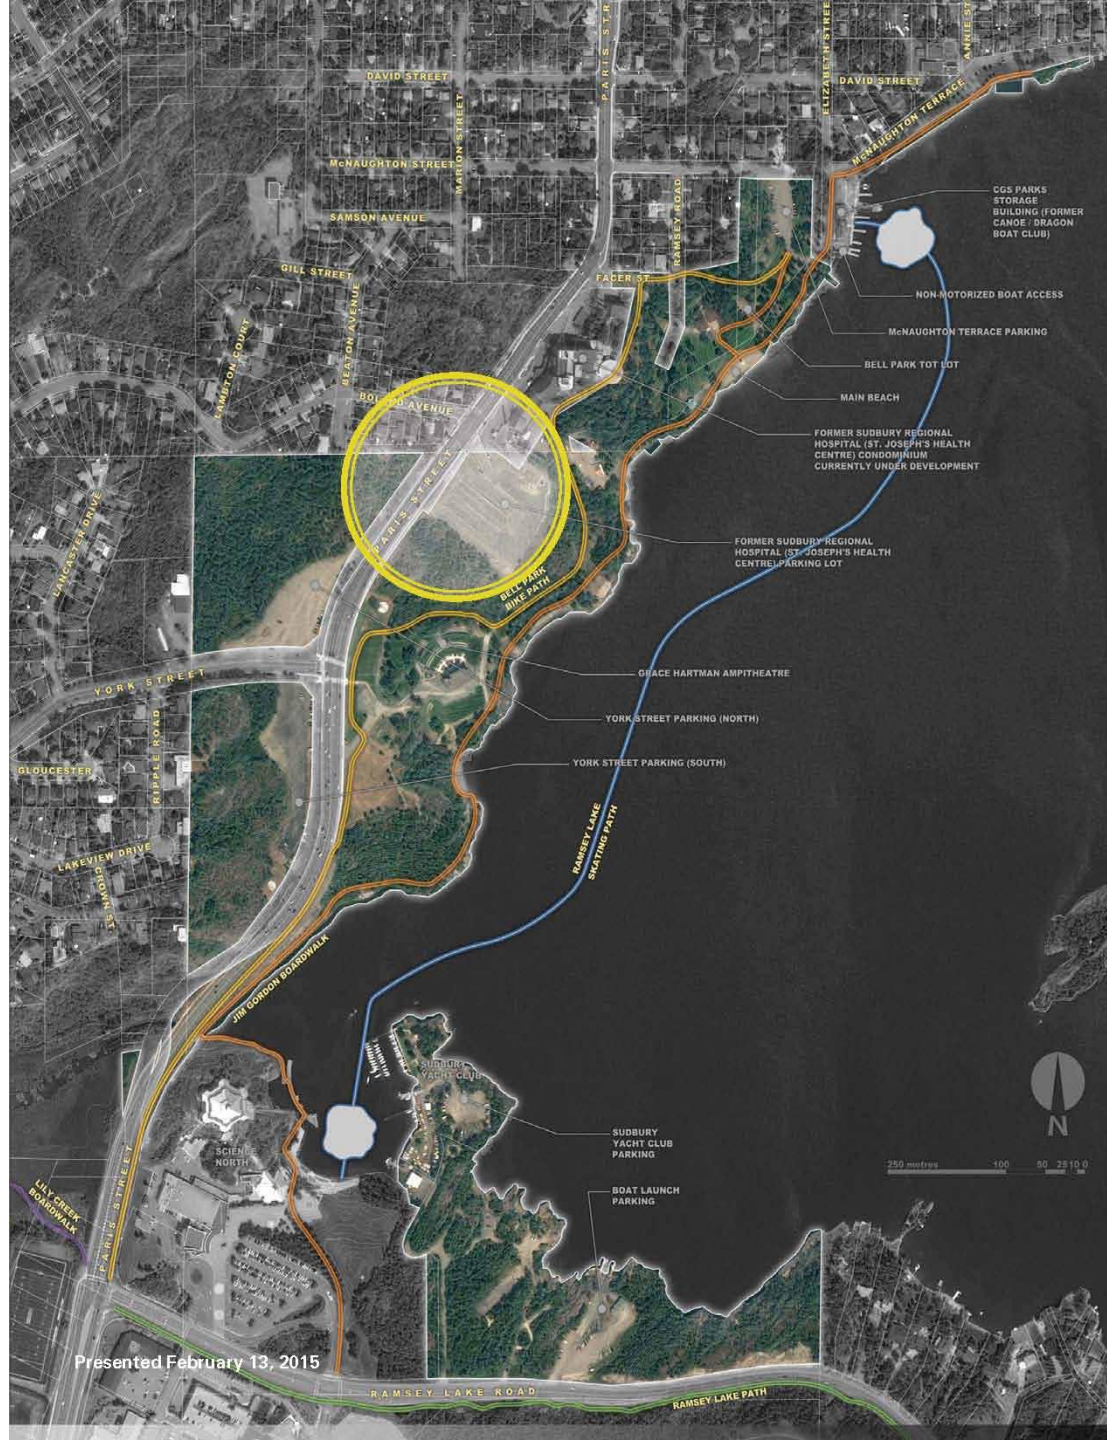 PARIS STR
ELIZABETH STREE
ANNIE ST
DAVID STREET
DAVID STREET
MARION STREET
McNAUGHTON TERRACE
McNAUGHTON STREET
RAMSEY ROAD
SAMSON AVENUE
CGS PARKS
STORAGE
BUILDING (FORMER
CANOE / DRAGON
BOAT CLUB)
GILL STREET
FACER ST.
NON-MOTORIZED BOAT ACCESS
BEATON AVENUE
LAMBTON COURT
McNAUGHTON TERRACE PARKING
BELL PARK TOT LOT
MAIN BEACH
AVENUE
FORMER SUDBURY REGIONAL
HOSPITAL (ST. JOSEPH'S HEALTH
CENTRE) CONDOMINIUM
CURRENTLY UNDER DEVELOPMENT
PARIS STREET
LANCASTER DRIVE
FORMER SUDBURY REGIONAL
HOSPITAL (ST. JOSEPH'S HEALTH
CENTRE) PARKING LOT
BELL PARK
BIKE PATH
GRACE HARTMAN AMPITHEATRE
YORK STREET
YORK STREET PARKING (NORTH)
RIPPLE ROAD
GLOUCESTER
YORK STREET PARKING (SOUTH)
RAMSEY LAKE
SKATING PATH
LAKEVIEW DRIVE
CROWN ST
JIM GORDON BOARDWALK
SUDBURY
YACHT CLUB
N
SCIENCE
NORTH
SUDBURY
YACHT CLUB
PARKING
250 metres 100 50 25 10 0
LILY CREEK
BOARDWALK
PARIS STREET
BOAT LAUNCH
PARKING
Presented February 13, 2015
RAMSEY LAKE ROAD
RAMSEY LAKE PATH